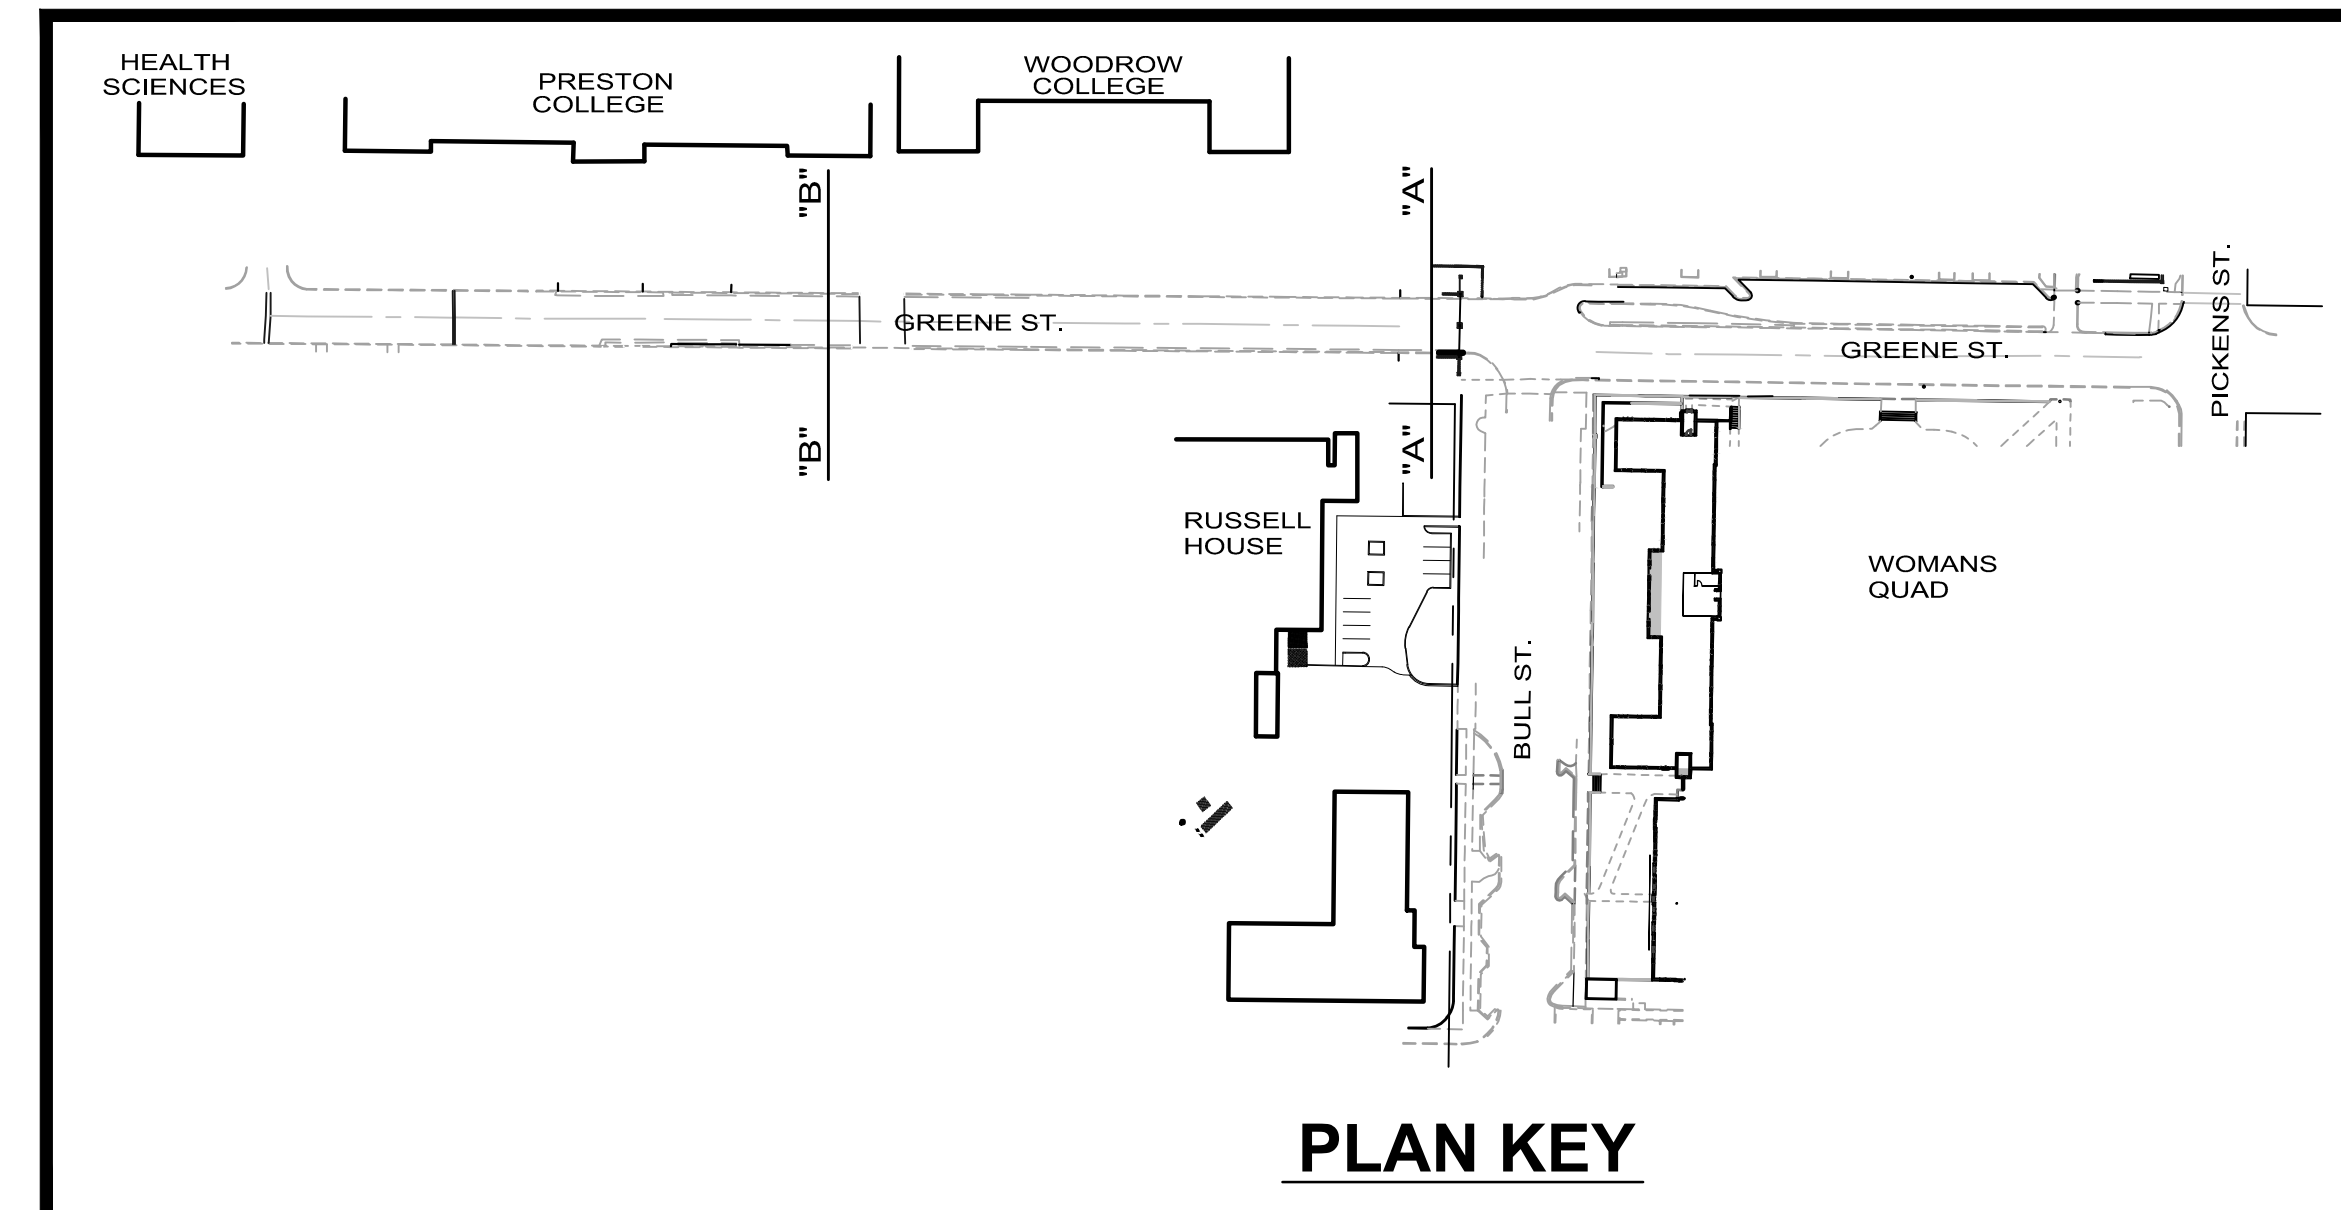 HEALTH
SCIENCES
PRESTON
COLLEGE
WOODROW
COLLEGE
"B"
"A"
GREENE ST.
GREENE ST.
PICKENS ST.
"B"
"A"
RUSSELL
HOUSE
WOMANS
QUAD
BULL ST.
PLAN KEY